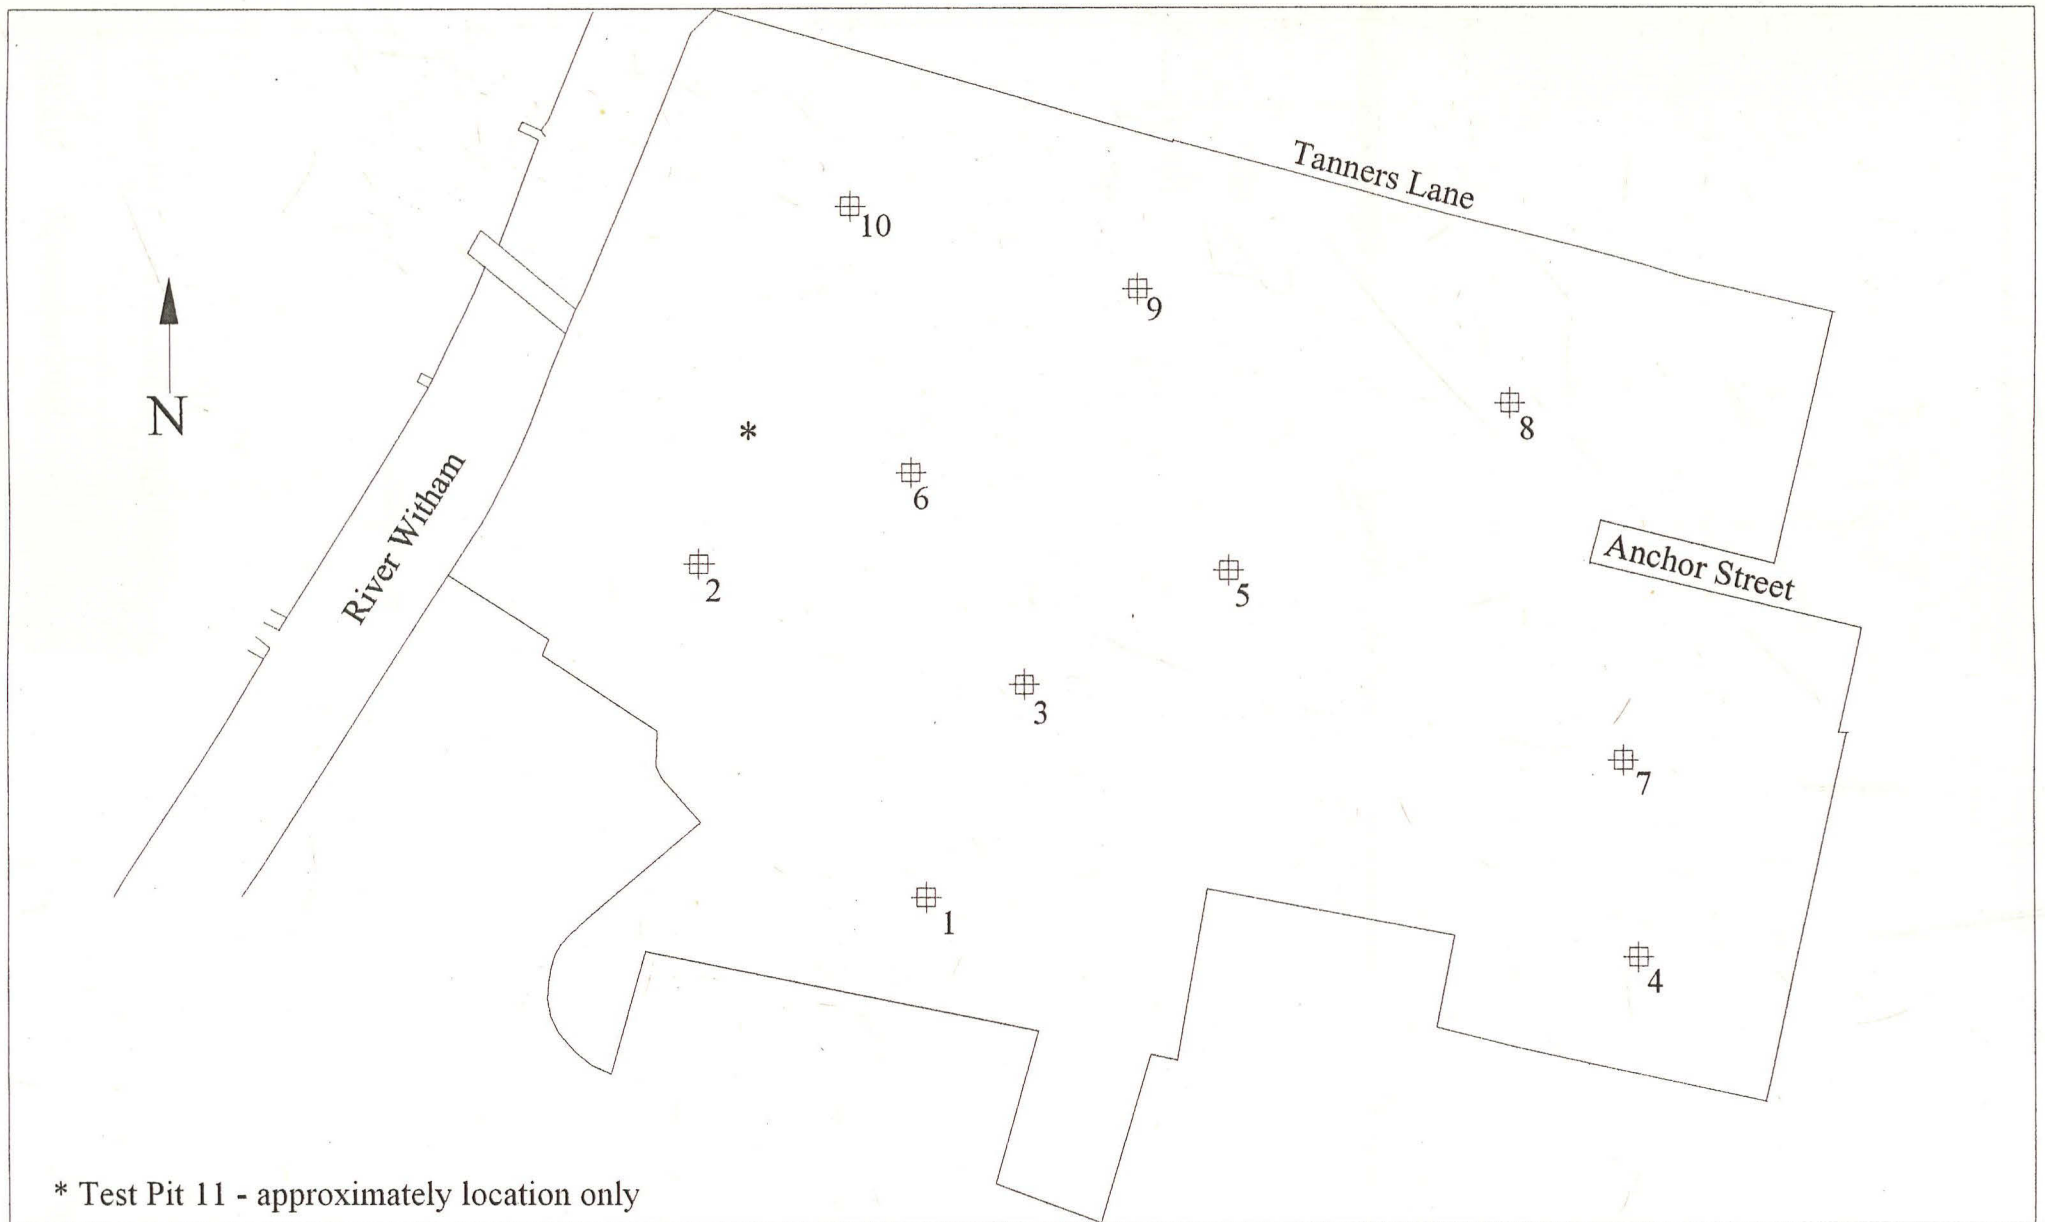 Tanners Lane
10
9
N
*
8
6
River Witham
Anchor Street
2
5
3
7
1
4
* Test Pit 11 - approximately location only